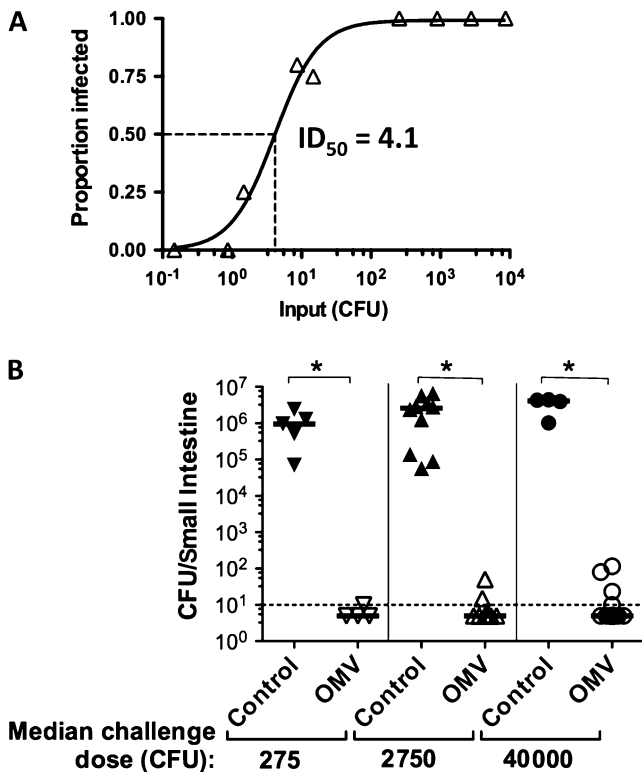 A
Proportion infected
1.00
0.75
0.50
0.25
0.00
ID50 = 4.1
10-1 100 101 102 103 104
Input (CFU)
B
* * *
CFU/Small Intestine
107
106
105
104
103
102
101
100
Control OMV Control OMV Control OMV
Median challenge
dose (CFU): 275 2750 40000